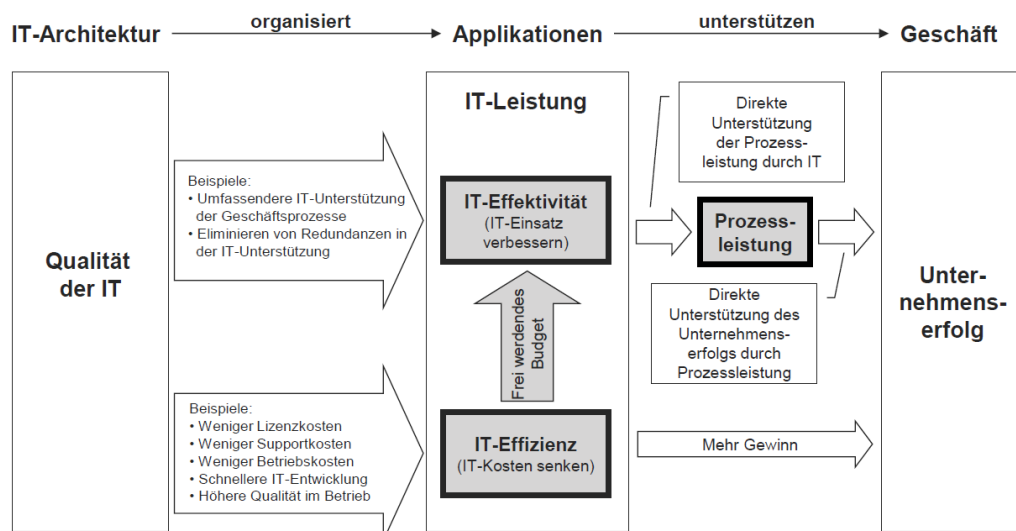 organisiert
unterstützen
IT-Architektur
Applikationen
Geschäft
IT-Leistung
Direkte
Unterstützung
der Prozess-
leistung durch IT
Beispiele:
• Umfassendere IT-Unterstützung
der Geschäftsprozesse
• Eliminieren von Redundanzen in
der IT-Unterstützung
IT-Effektivität
(IT-Einsatz
verbessern)
Prozess-
leistung
Qualität
der IT
Unter-
nehmens-
erfolg
Direkte
Unterstützung des
Unternehmens-
erfolgs durch
Prozessleistung
Frei werdendes
Budget
Beispiele:
• Weniger Lizenzkosten
• Weniger Supportkosten
• Weniger Betriebskosten
• Schnellere IT-Entwicklung
• Höhere Qualität im Betrieb
IT-Effizienz
(IT-Kosten senken)
Mehr Gewinn